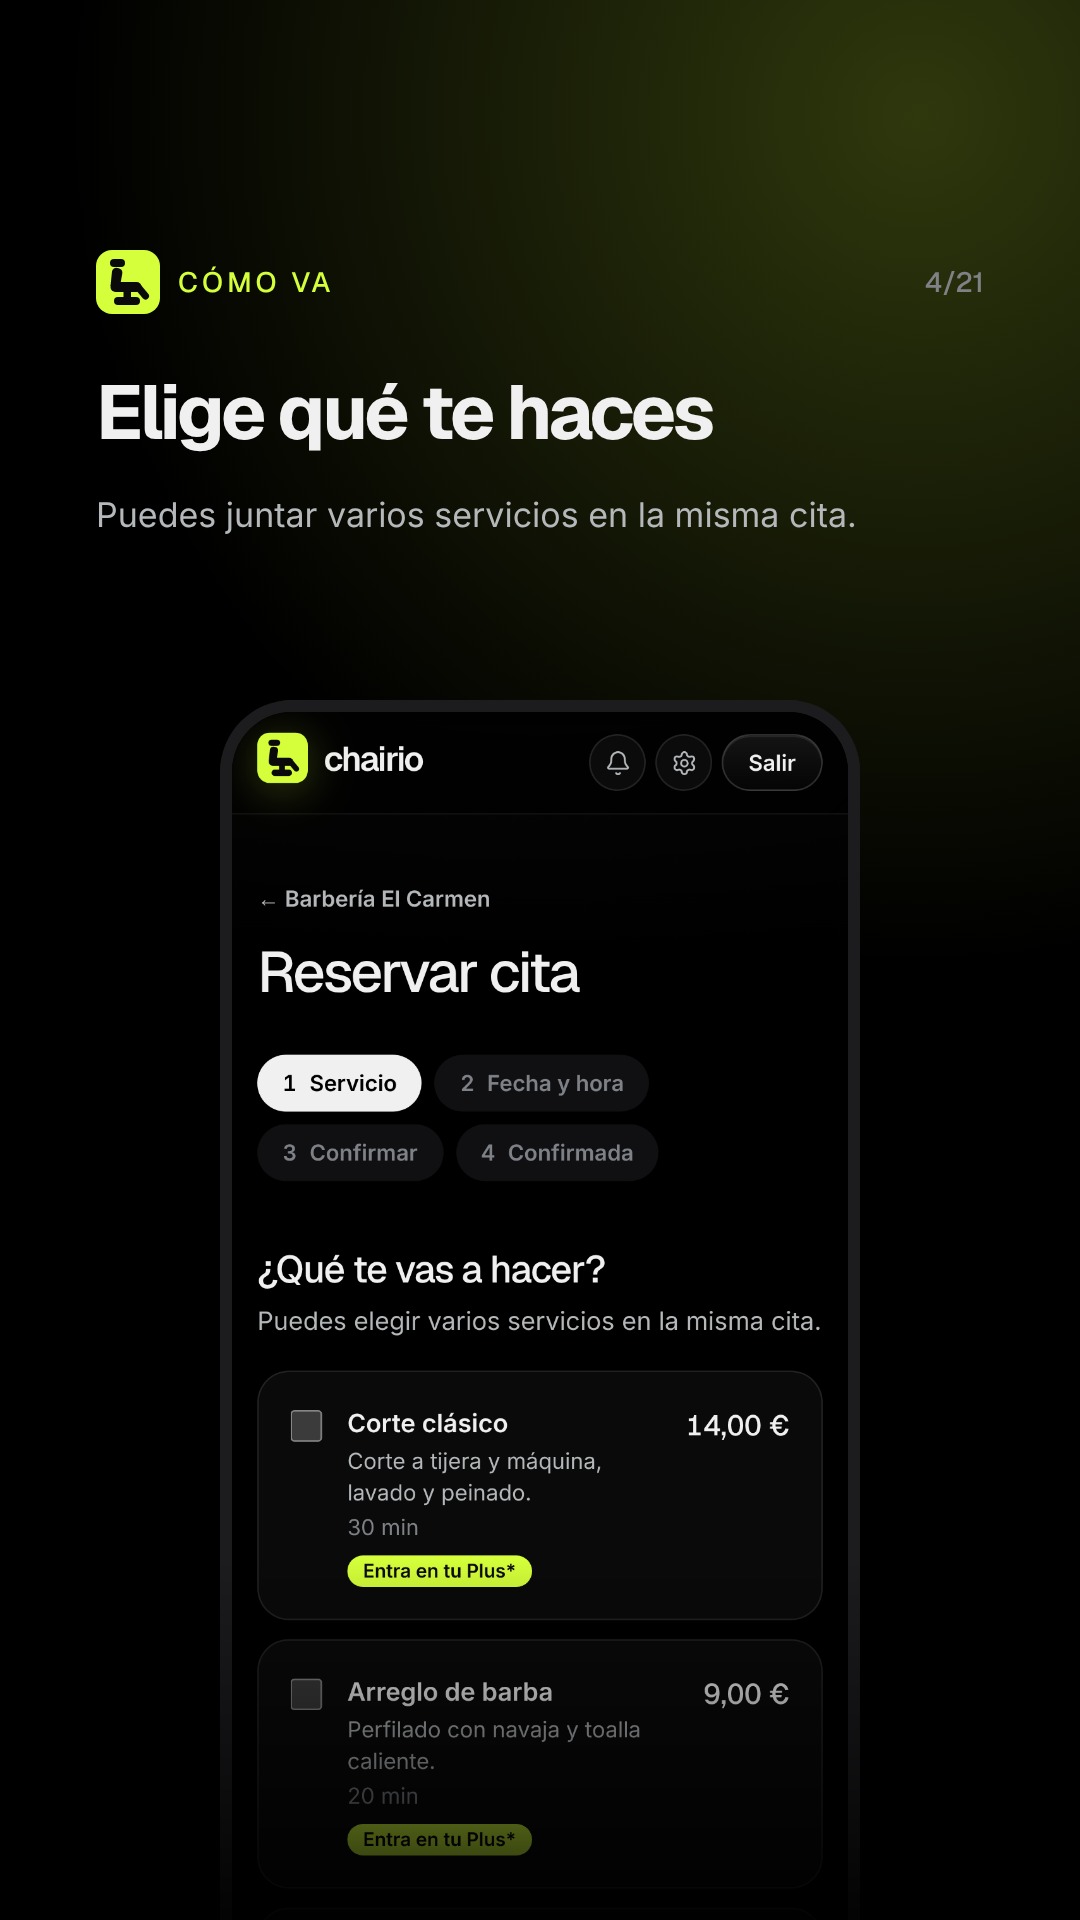 CÓMO VA
4/21
Elige qué te haces
Puedes juntar varios servicios en la misma cita.
chairio
Salir
← Barbería El Carmen
Reservar cita
1 Servicio
2 Fecha y hora
3 Confirmar
4 Confirmada
¿Qué te vas a hacer?
Puedes elegir varios servicios en la misma cita.
Corte clásico
14,00 €
Corte a tijera y máquina,
lavado y peinado.
30 min
Entra en tu Plus*
Arreglo de barba
9,00 €
Perfilado con navaja y toalla
caliente.
20 min
Entra en tu Plus*